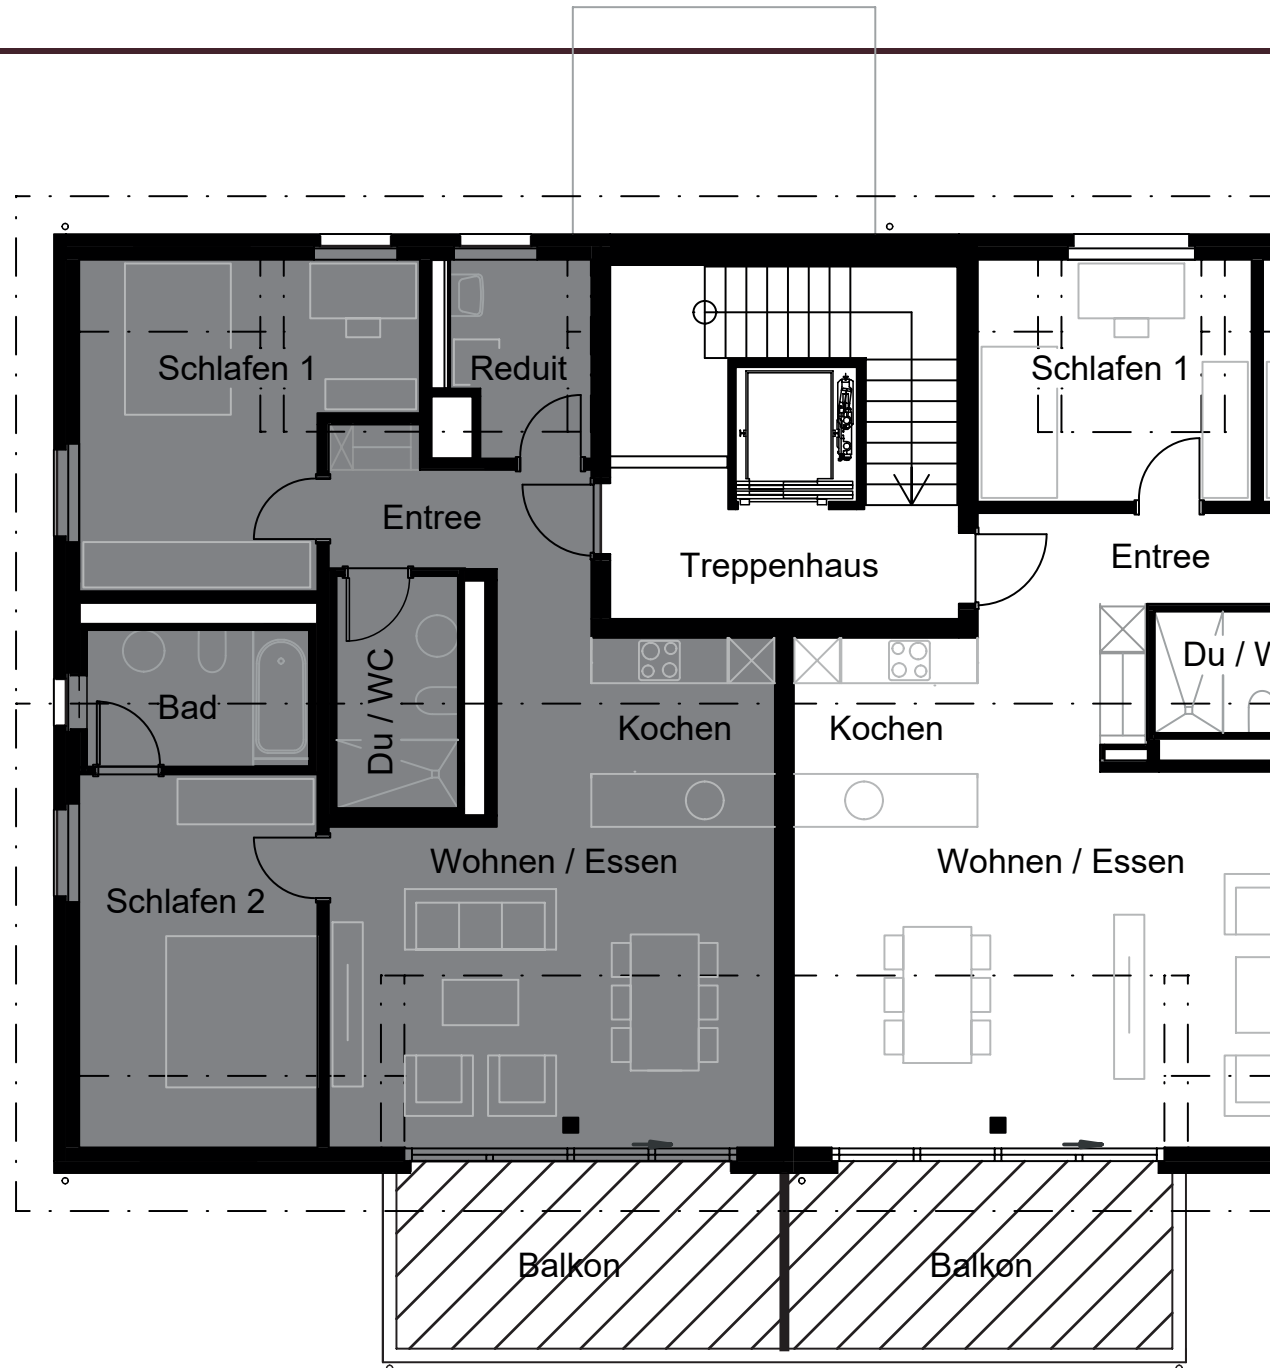 Schlafen 1
Reduit
Schlafen 1
Entree
Treppenhaus
Entree
Du / WC
Du / W
Bad
Kochen
Kochen
Wohnen / Essen
Wohnen / Essen
Schlafen 2
Balkon
Balkon